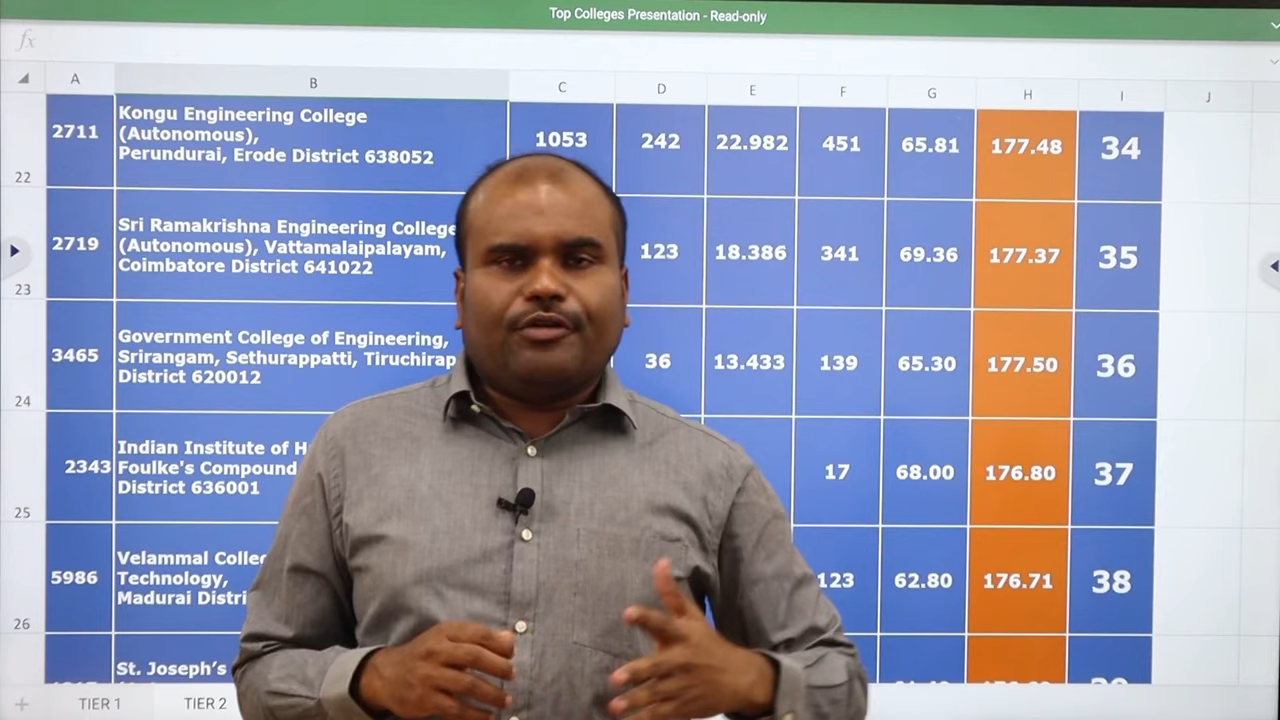 Top Colleges Presentation - Read-only
fx
A B C D E F G H I J
22 2711 Kongu Engineering College
(Autonomous),
Perundurai, Erode District 638052
1053 242 22.982 451 65.81 177.48 34
23 2719 Sri Ramakrishna Engineering College
(Autonomous), Vattamalaipalayam,
Coimbatore District 641022
123 18.386 341 69.36 177.37 35
24 3465 Government College of Engineering,
Srirangam, Sethurappatti, Tiruchirap
District 620012
36 13.433 139 65.30 177.50 36
25 2343 Indian Institute of H
Foulke's Compound
District 636001
17 68.00 176.80 37
26 5986 Velammal Colleg
Technology,
Madurai Distri
123 62.80 176.71 38
St. Joseph’s
+ TIER 1 TIER 2